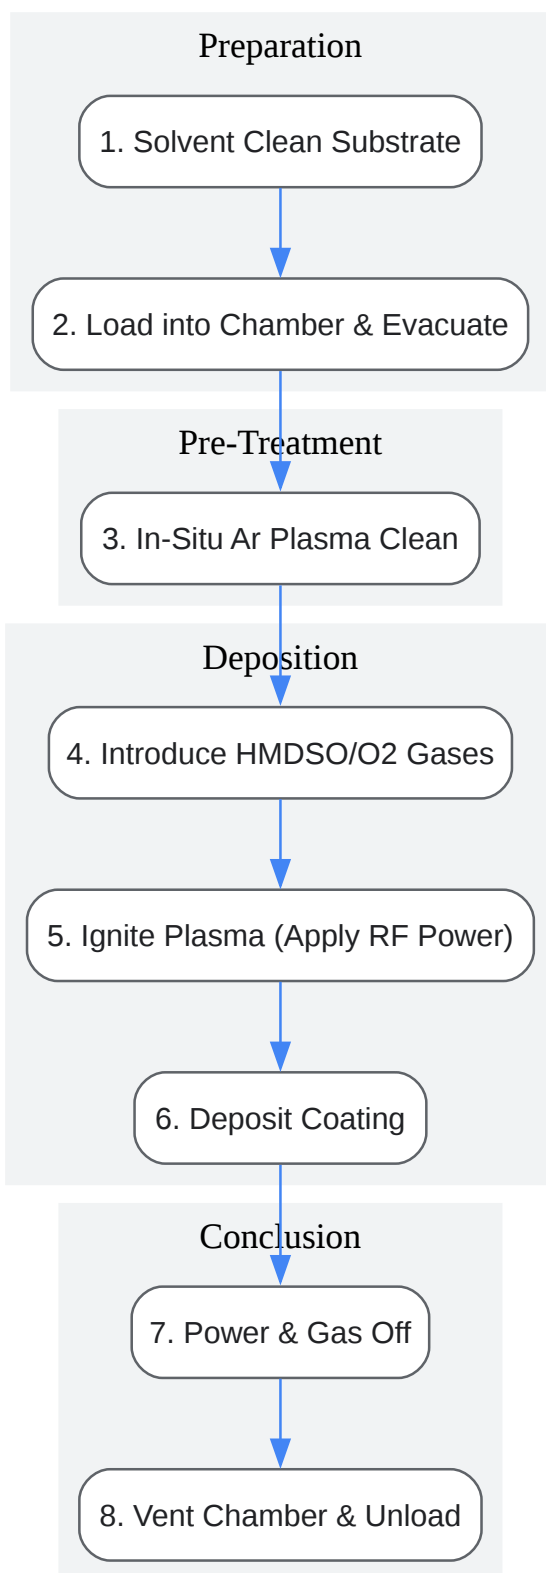 Preparation
1. Solvent Clean Substrate
2. Load into Chamber & Evacuate
Pre-Treatment
3. In-Situ Ar Plasma Clean
Deposition
4. Introduce HMDSO/O2 Gases
5. Ignite Plasma (Apply RF Power)
6. Deposit Coating
Conclusion
7. Power & Gas Off
8. Vent Chamber & Unload